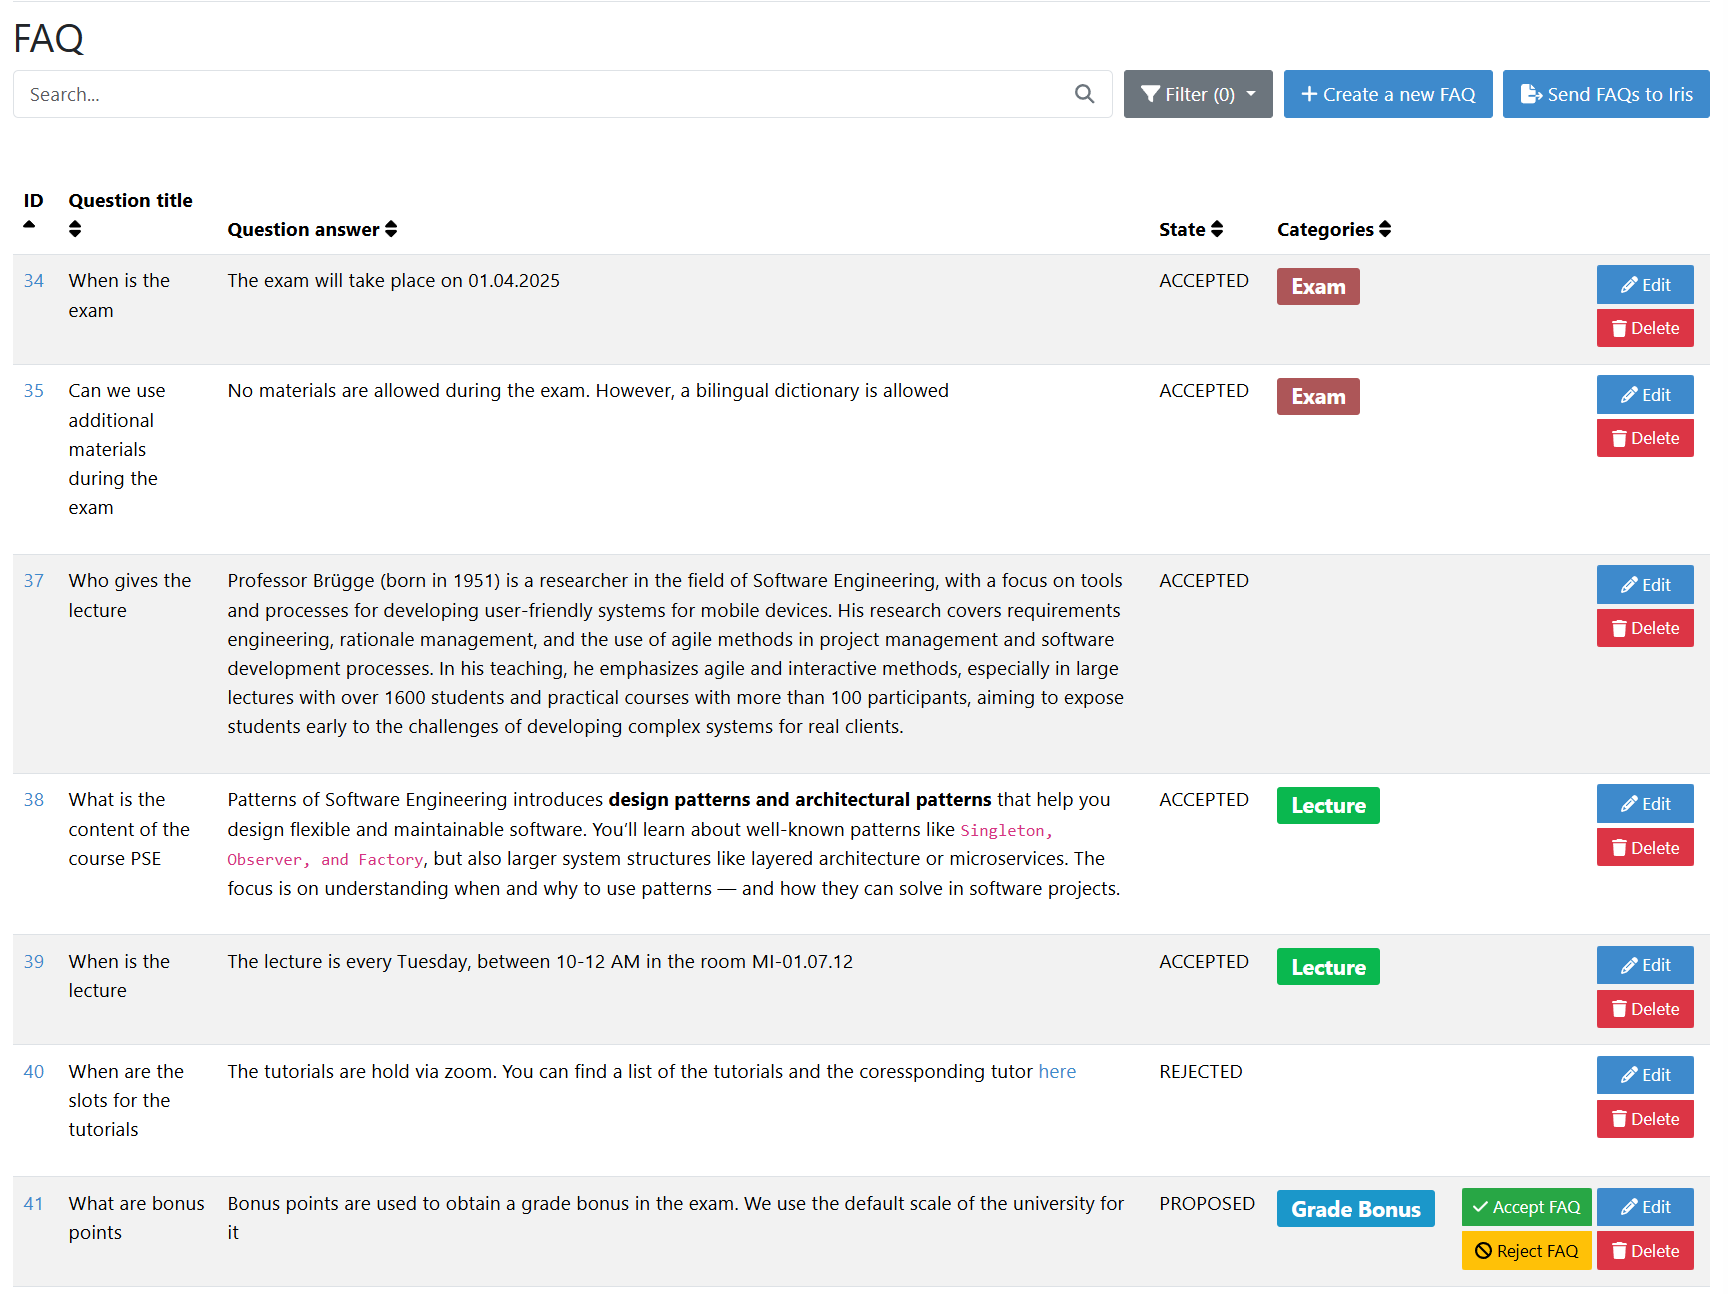 FAQ
Search...
Filter (0)
Create a new FAQ
Send FAQs to Iris
ID
Question title
Question answer
State
Categories
34
When is the
exam
The exam will take place on 01.04.2025
ACCEPTED
Exam
Edit
Delete
35
Can we use
additional
materials
during the
exam
No materials are allowed during the exam. However, a bilingual dictionary is allowed
ACCEPTED
Exam
Edit
Delete
37
Who gives the
lecture
Professor Brügge (born in 1951) is a researcher in the field of Software Engineering, with a focus on tools
and processes for developing user-friendly systems for mobile devices. His research covers requirements
engineering, rationale management, and the use of agile methods in project management and software
development processes. In his teaching, he emphasizes agile and interactive methods, especially in large
lectures with over 1600 students and practical courses with more than 100 participants, aiming to expose
students early to the challenges of developing complex systems for real clients.
ACCEPTED
Edit
Delete
38
What is the
content of the
course PSE
Patterns of Software Engineering introduces design patterns and architectural patterns that help you
design flexible and maintainable software. You’ll learn about well-known patterns like Singleton,
Observer, and Factory, but also larger system structures like layered architecture or microservices. The
focus is on understanding when and why to use patterns — and how they can solve in software projects.
ACCEPTED
Lecture
Edit
Delete
39
When is the
lecture
The lecture is every Tuesday, between 10-12 AM in the room MI-01.07.12
ACCEPTED
Lecture
Edit
Delete
40
When are the
slots for the
tutorials
The tutorials are hold via zoom. You can find a list of the tutorials and the coressponding tutor here
REJECTED
Edit
Delete
41
What are bonus
points
Bonus points are used to obtain a grade bonus in the exam. We use the default scale of the university for
it
PROPOSED
Grade Bonus
Accept FAQ
Edit
Reject FAQ
Delete